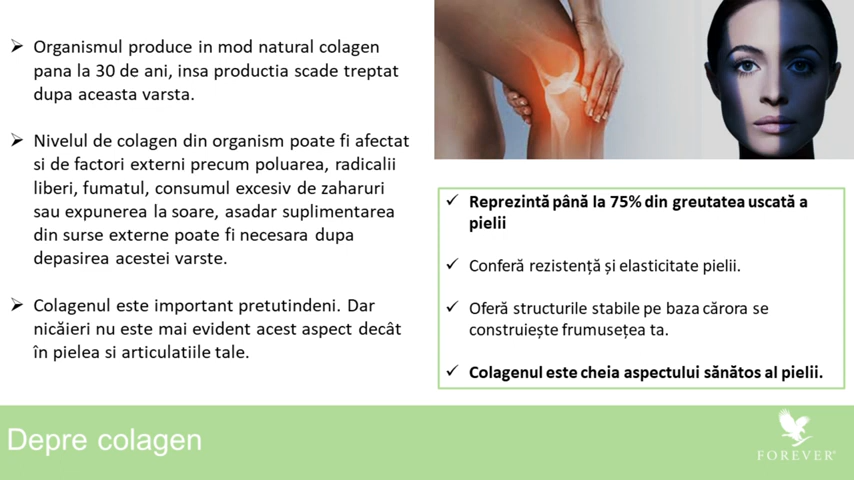 Organismul produce in mod natural colagen
pana la 30 de ani, insa productia scade treptat
dupa aceasta varsta.
Nivelul de colagen din organism poate fi afectat
si de factori externi precum poluarea, radicalii
liberi, fumatul, consumul excesiv de zaharuri
sau expunerea la soare, asadar suplimentarea
din surse externe poate fi necesara dupa
depasirea acestei varste.
Colagenul este important pretutindeni. Dar
nicăieri nu este mai evident acest aspect decât
în pielea si articulatiile tale.
Reprezintă până la 75% din greutatea uscată a
pielii
Conferă rezistență și elasticitate pielii.
Oferă structurile stabile pe baza cărora se
construiește frumusețea ta.
Colagenul este cheia aspectului sănătos al pielii.
Depre colagen
FOREVER®